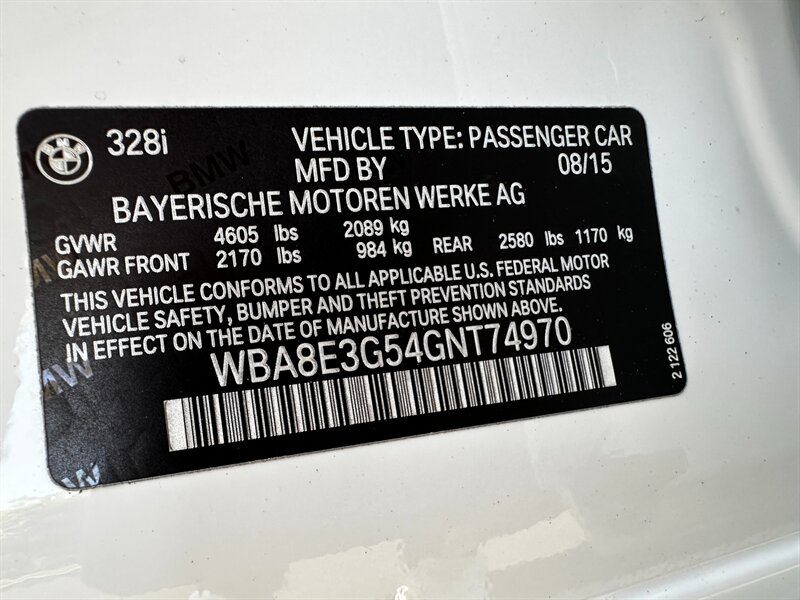 328i VEHICLE TYPE: PASSENGER CAR
MFD BY 08/15
BAYERISCHE MOTOREN WERKE AG
GVWR 4605 lbs 2089 kg
GAWR FRONT 2170 lbs 984 kg REAR 2580 lbs 1170 kg
THIS VEHICLE CONFORMS TO ALL APPLICABLE U.S. FEDERAL MOTOR
VEHICLE SAFETY, BUMPER AND THEFT PREVENTION STANDARDS
IN EFFECT ON THE DATE OF MANUFACTURE SHOWN ABOVE.
WBA8E3G54GNT74970
2 122 606
BMW
BMW